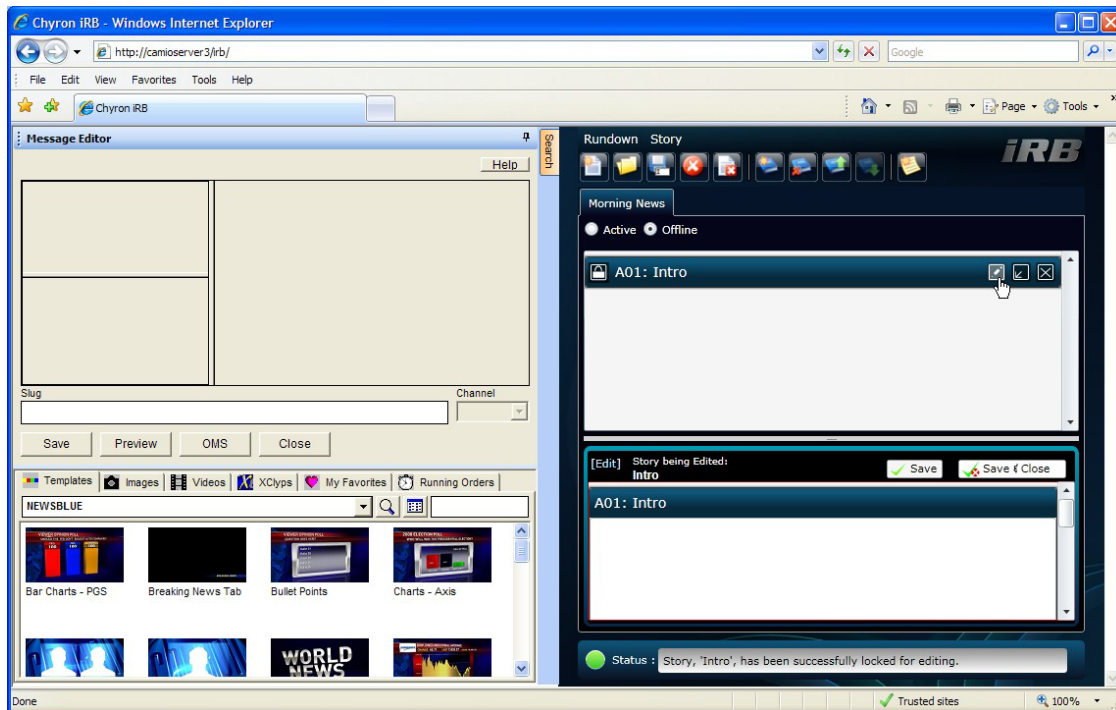 Chyron iRB - Windows Internet Explorer
http://camioserver3/irb/
Google
File Edit View Favorites Tools Help
Chyron iRB
Page Tools
Message Editor
Help
Search
Slug
Channel
Save Preview OMS Close
Templates Images Videos XClyps My Favorites Running Orders
NEWSBLUE
Bar Charts - PGS Breaking News Tab Bullet Points Charts - Axis
WORLD
NEWS
Rundown Story
iRB
Morning News
Active Offline
A01: Intro
[Edit] Story being Edited:
Intro
Save Save & Close
A01: Intro
Status : Story, 'Intro', has been successfully locked for editing.
Done
Trusted sites
100%